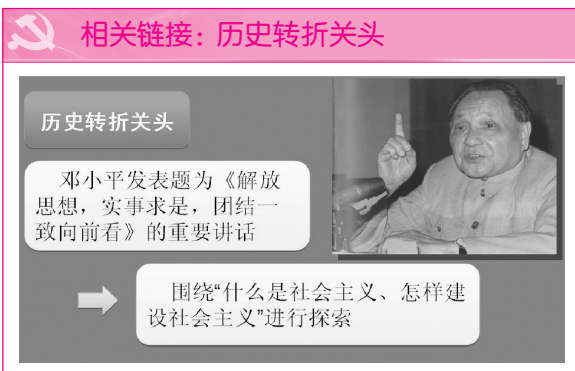 相关链接：历史转折关头
历史转折关头
邓小平发表题为《解放
思想，实事求是，团结一
致向前看》的重要讲话
围绕“什么是社会主义、怎样建
设社会主义”进行探索